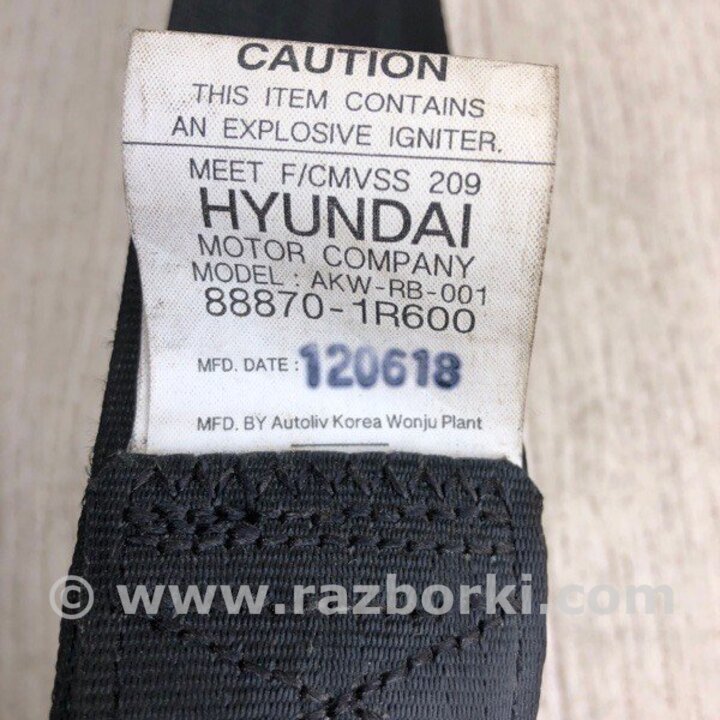 CAUTION
THIS ITEM CONTAINS
AN EXPLOSIVE IGNITER.
MEET F/CMVSS 209
HYUNDAI
MOTOR COMPANY
MODEL : AKW-RB-001
88870-1R600
MFD. DATE : 120618
MFD. BY Autoliv Korea Wonju Plant
© www.razborki.com